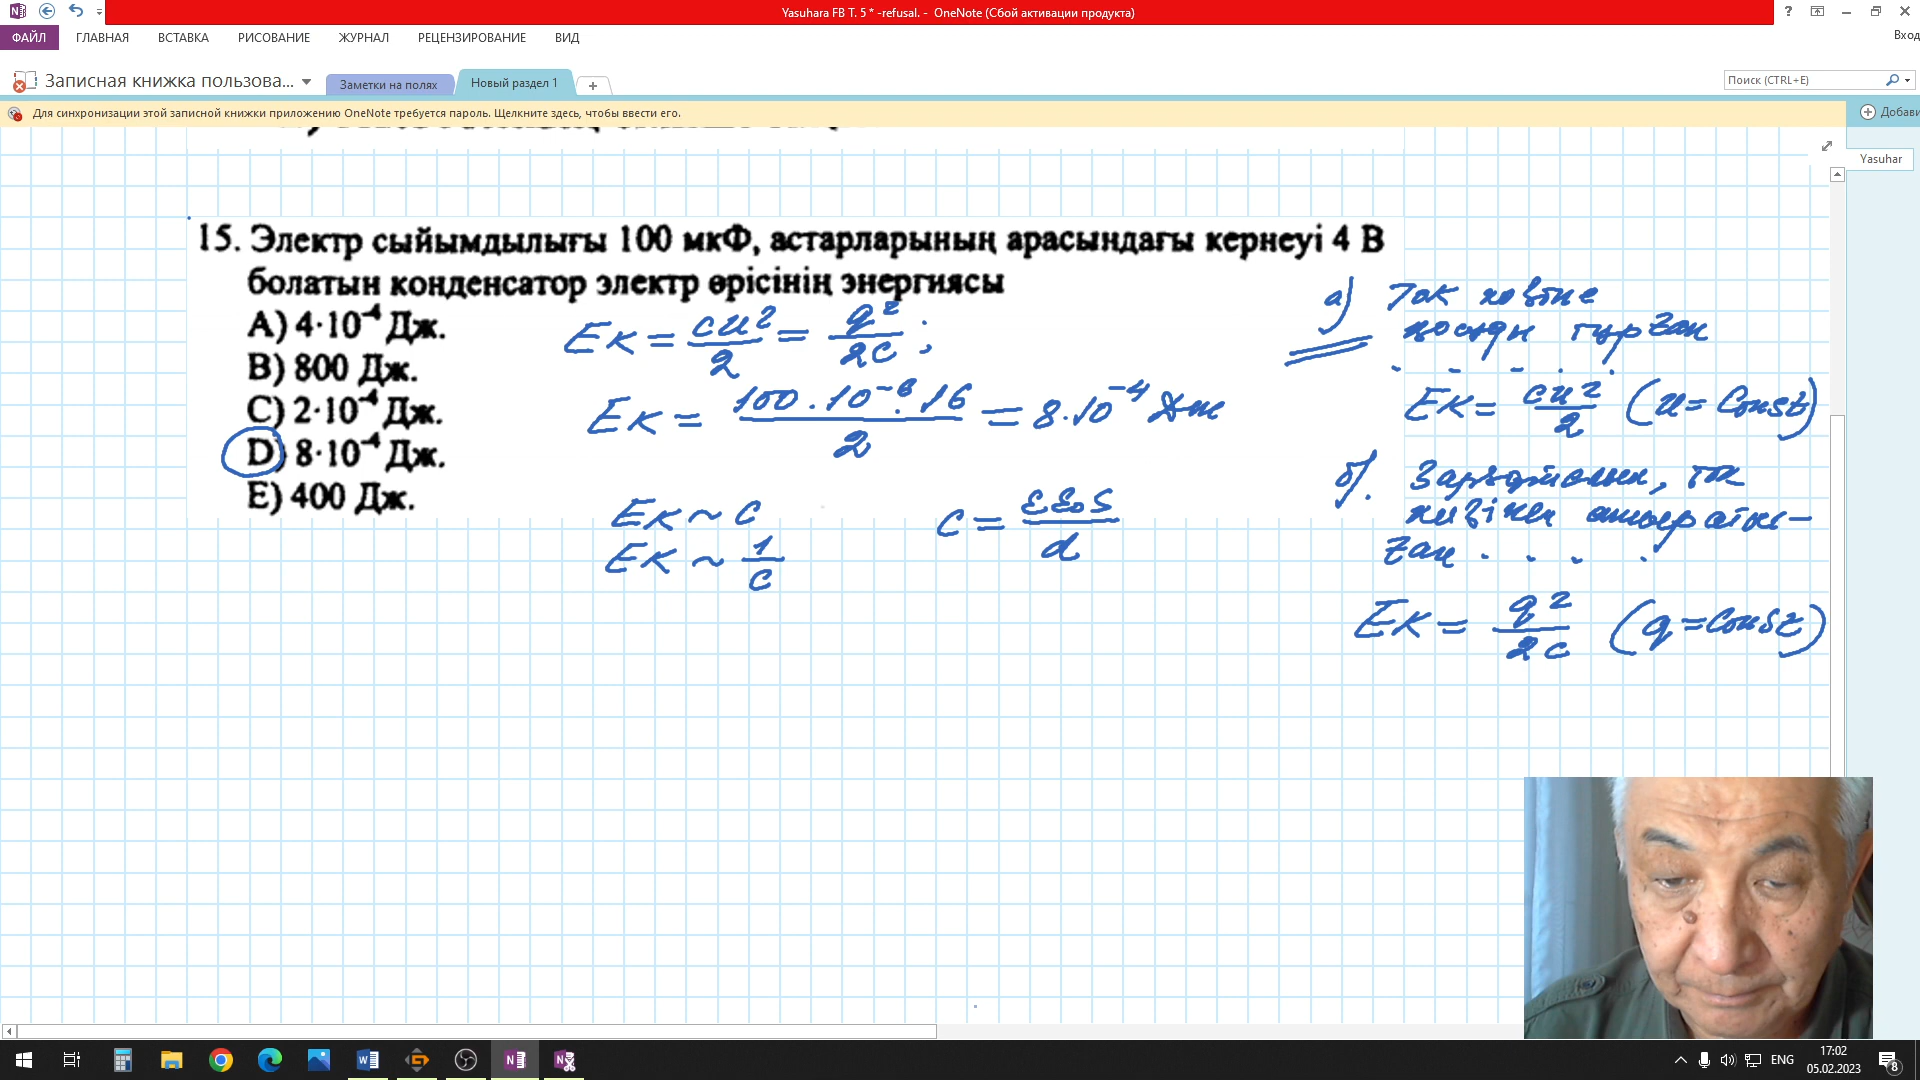 Yasuhara FB T. 5 * -refusal. - OneNote (Сбой активации продукта)
ФАЙЛ ГЛАВНАЯ ВСТАВКА РИСОВАНИЕ ЖУРНАЛ РЕЦЕНЗИРОВАНИЕ ВИД
Вход
Записная книжка пользова... Заметки на полях Новый раздел 1
Поиск (CTRL+E)
Для синхронизации этой записной книжки приложению OneNote требуется пароль. Щелкните здесь, чтобы ввести его.
Добави
Yasuhar
15. Электр сыйымдылығы 100 мкФ, астарларының арасындағы кернеуі 4 В
болатын конденсатор электр өрісінің энергиясы
A) 4·10⁻⁴ Дж.
B) 800 Дж.
C) 2·10⁻⁴ Дж.
D) 8·10⁻⁴ Дж.
E) 400 Дж.
Eк = cu²/2 = q²/2c ;
Eк = 100·10⁻⁶·16/2 = 8·10⁻⁴ Дж
Eк ~ c
Eк ~ 1/c
c = εε₀s/d
а) Ток көзіне
қосулы тұрған
. . . . .
Eк = cu²/2 (u = const)
б). Зарядталып, ток
көзінен ажыратыл-
ған . . . .
Eк = q²/2c (q = const)
ENG
17:02
05.02.2023
8